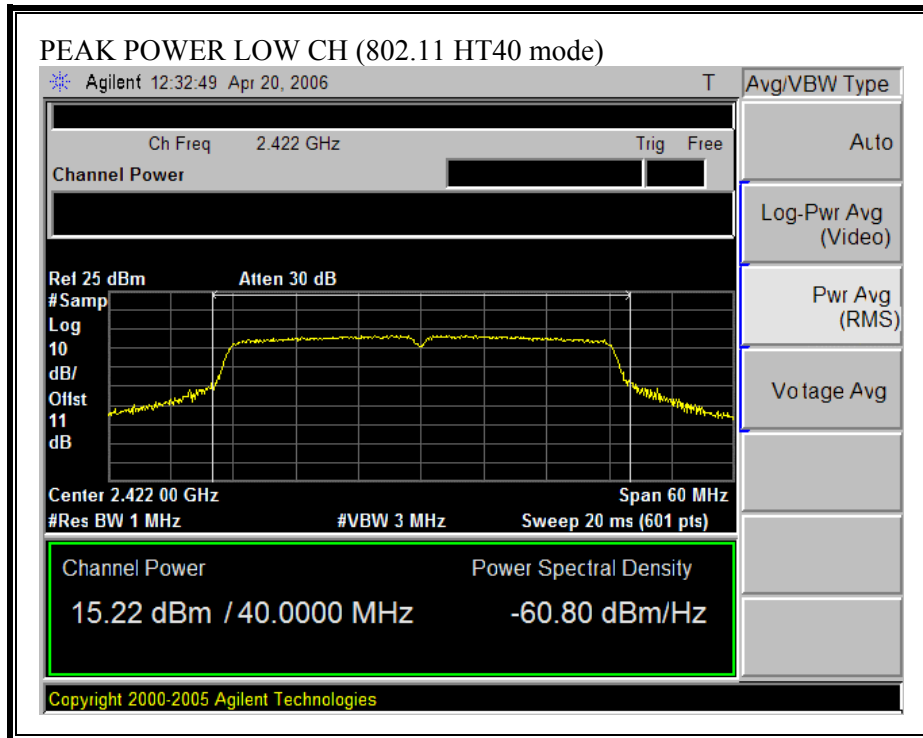 PEAK POWER LOW CH (802.11 HT40 mode)
Agilent 12:32:49 Apr 20, 2006 T
Avg/VBW Type
Ch Freq 2.422 GHz Trig Free
Channel Power
Auto
Log-Pwr Avg
(Video)
Pwr Avg
(RMS)
Voltage Avg
Ref 25 dBm Atten 30 dB
#Samp
Log
10
dB/
Offst
11
dB
Center 2.422 00 GHz Span 60 MHz
#Res BW 1 MHz #VBW 3 MHz Sweep 20 ms (601 pts)
Channel Power Power Spectral Density
15.22 dBm / 40.0000 MHz -60.80 dBm/Hz
Copyright 2000-2005 Agilent Technologies